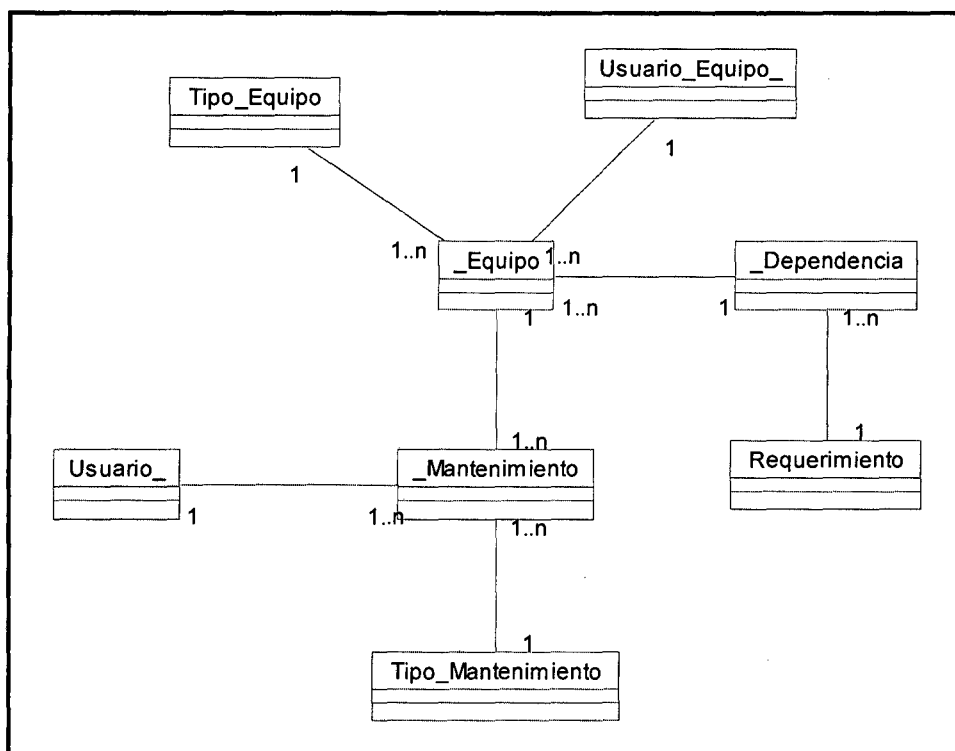 Usuario_Equipo_
Tipo_Equipo
1
1
1..n
_Equipo
1..n
_Dependencia
1
1..n
1
1..n
1..n
1
Usuario_
_Mantenimiento
Requerimiento
1
1..n
1..n
1
Tipo_Mantenimiento